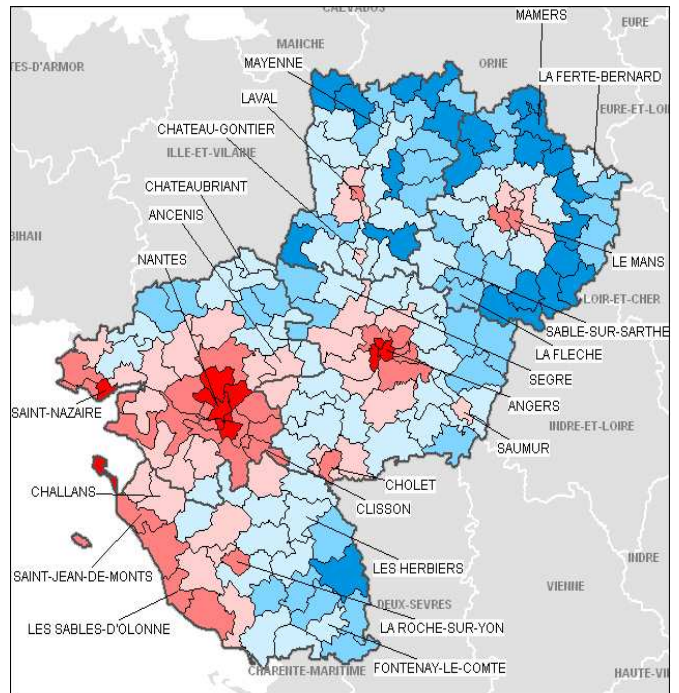 CALVADOS
MAMERS
EURE
MANCHE
MAYENNE
ORNE
TES-D'ARMOR
LA FERTE-BERNARD
LAVAL
EURE-ET-LOI
CHATEAU-GONTIER
ILLE-ET-VILAINE
CHATEAUBRIANT
ANCENIS
BIHAN
NANTES
LE MANS
LOIR-ET-CHER
SABLE-SUR-SARTHE
LA FLECHE
SEGRE
ANGERS
SAINT-NAZAIRE
INDRE-ET-LOIRE
SAUMUR
CHOLET
CHALLANS
CLISSON
LES HERBIERS
INDRE
SAINT-JEAN-DE-MONTS
VIENNE
DEUX-SEVRES
LES SABLES-D'OLONNE
LA ROCHE-SUR-YON
FONTENAY-LE-COMTE
CHARENTE-MARITIME
HAUTE-VI